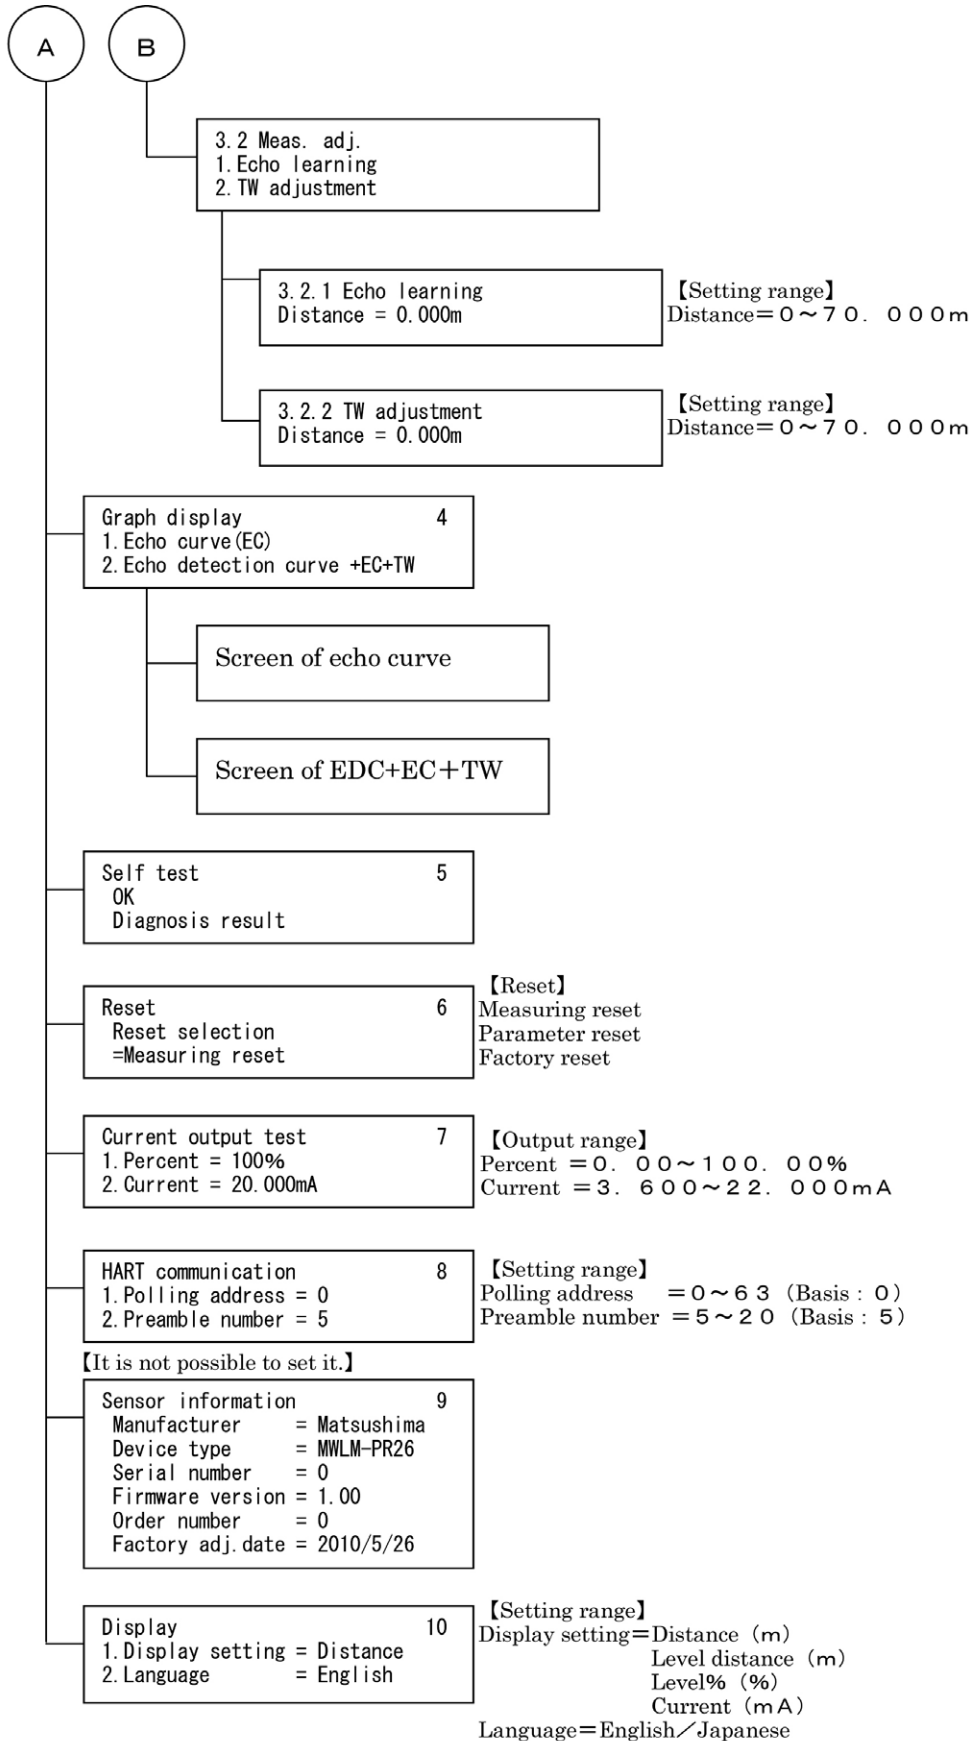 A
B
3.2 Meas. adj.
1.Echo learning
2.TW adjustment
3.2.1 Echo learning
Distance = 0.000m
【Setting range】
Distance=0~70. 000m
3.2.2 TW adjustment
Distance = 0.000m
【Setting range】
Distance=0~70. 000m
Graph display 4
1.Echo curve(EC)
2.Echo detection curve +EC+TW
Screen of echo curve
Screen of EDC+EC+TW
Self test 5
OK
Diagnosis result
Reset 6
Reset selection
=Measuring reset
【Reset】
Measuring reset
Parameter reset
Factory reset
Current output test 7
1.Percent = 100%
2.Current = 20.000mA
【Output range】
Percent =0. 00~100. 00%
Current =3. 600~22. 000mA
HART communication 8
1.Polling address = 0
2.Preamble number = 5
【Setting range】
Polling address =0~63 (Basis : 0)
Preamble number =5~20 (Basis : 5)
【It is not possible to set it.】
Sensor information 9
Manufacturer = Matsushima
Device type = MWLM-PR26
Serial number = 0
Firmware version = 1.00
Order number = 0
Factory adj.date = 2010/5/26
Display 10
1.Display setting = Distance
2.Language = English
【Setting range】
Display setting=Distance (m)
Level distance (m)
Level% (%)
Current (mA)
Language=English/Japanese